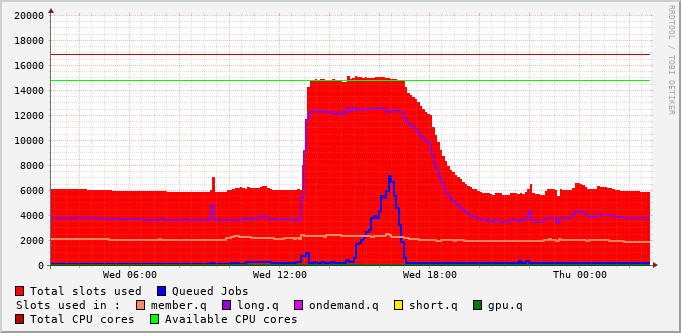 20000
18000
16000
14000
12000
10000
8000
6000
4000
2000
0
Wed 06:00 Wed 12:00 Wed 18:00 Thu 00:00
RRDTOOL / TOBI OETIKER
Total slots used Queued Jobs
Slots used in : member.q long.q ondemand.q short.q gpu.q
Total CPU cores Available CPU cores